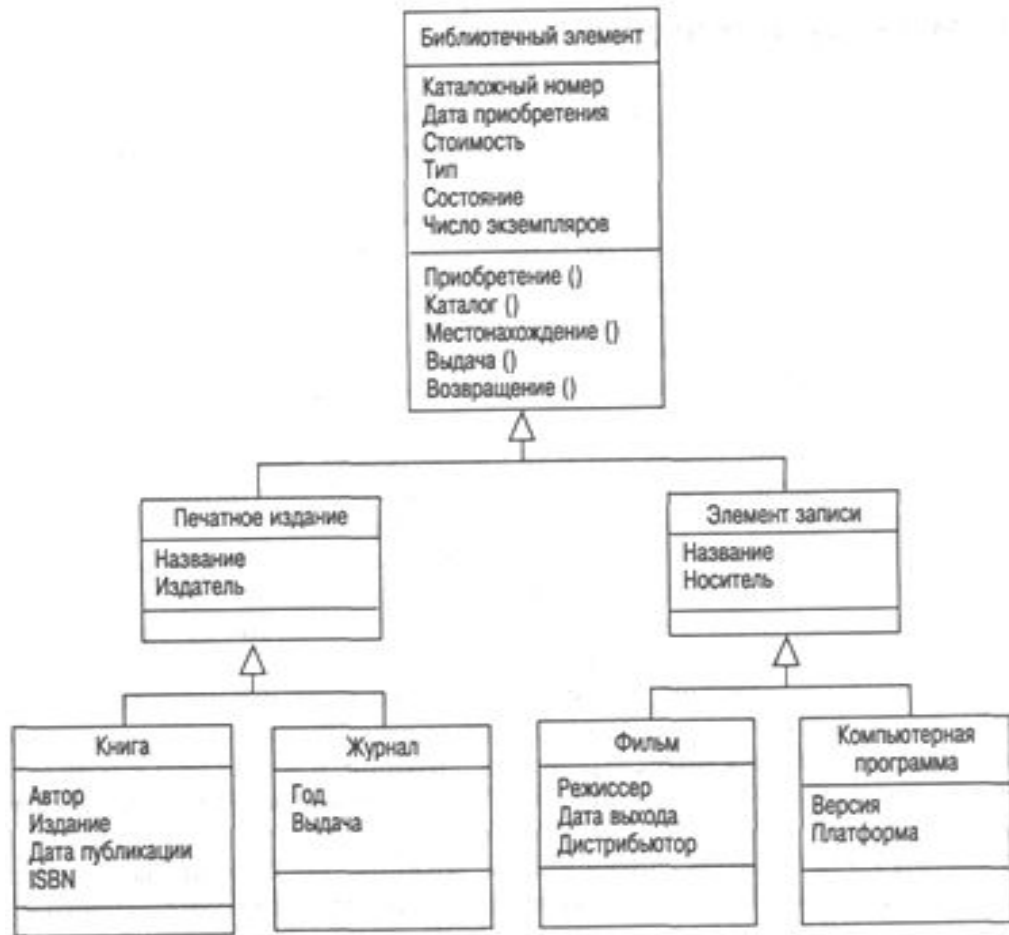 Библиотечный элемент
Каталожный номер
Дата приобретения
Стоимость
Тип
Состояние
Число экземпляров
Приобретение ()
Каталог ()
Местонахождение ()
Выдача ()
Возвращение ()
Печатное издание
Название
Издатель
Элемент записи
Название
Носитель
Книга
Автор
Издание
Дата публикации
ISBN
Журнал
Год
Выдача
Фильм
Режиссер
Дата выхода
Дистрибьютор
Компьютерная
программа
Версия
Платформа